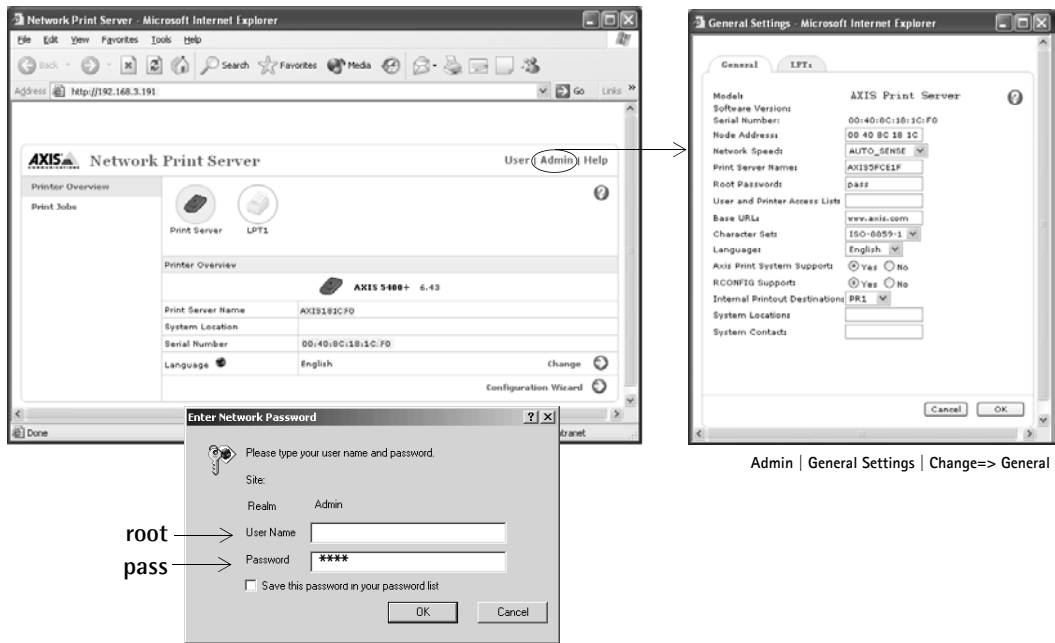 Network Print Server - Microsoft Internet Explorer
File Edit View Favorites Tools Help
Back Search Favorites Media
Address http://192.168.3.191 Go Links »
AXIS COMMUNICATIONS Network Print Server User | Admin | Help
Printer Overview
Print Jobs
Print Server LPT1
Printer Overview
AXIS 5400+ 6.43
Print Server Name AXIS181CF0
System Location
Serial Number 00:40:8C:18:1C:F0
Language English Change
Configuration Wizard
Done
Enter Network Password
Please type your user name and password.
Site:
Realm Admin
root User Name
pass Password ****
Save this password in your password list
OK Cancel
General Settings - Microsoft Internet Explorer
General LPT1
Model: AXIS Print Server
Software Version:
Serial Number: 00:40:8C:18:1C:F0
Node Address: 00 40 8C 18 1C
Network Speed: AUTO_SENSE
Print Server Name: AXIS5FCE1F
Root Password: pass
User and Printer Access List:
Base URL: www.axis.com
Character Set: ISO-8859-1
Language: English
Axis Print System Support: Yes No
RCONFIG Support: Yes No
Internal Printout Destination: PR1
System Location:
System Contact:
Cancel OK
Admin | General Settings | Change=> General